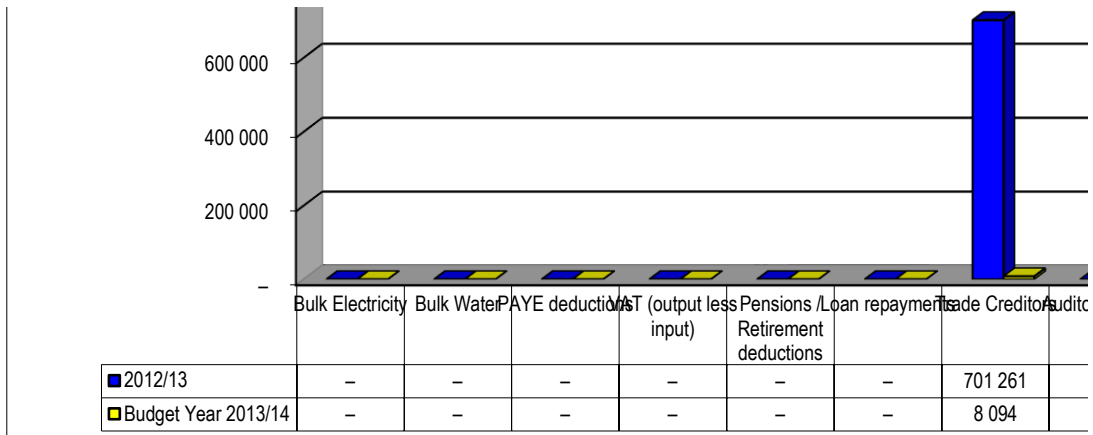 600 000
400 000
200 000
–
Bulk Electricity Bulk Water PAYE deductions VAT (output less input) Pensions / Retirement deductions Loan repayments Trade Creditors Audito
2012/13 – – – – – – 701 261
Budget Year 2013/14 – – – – – – 8 094